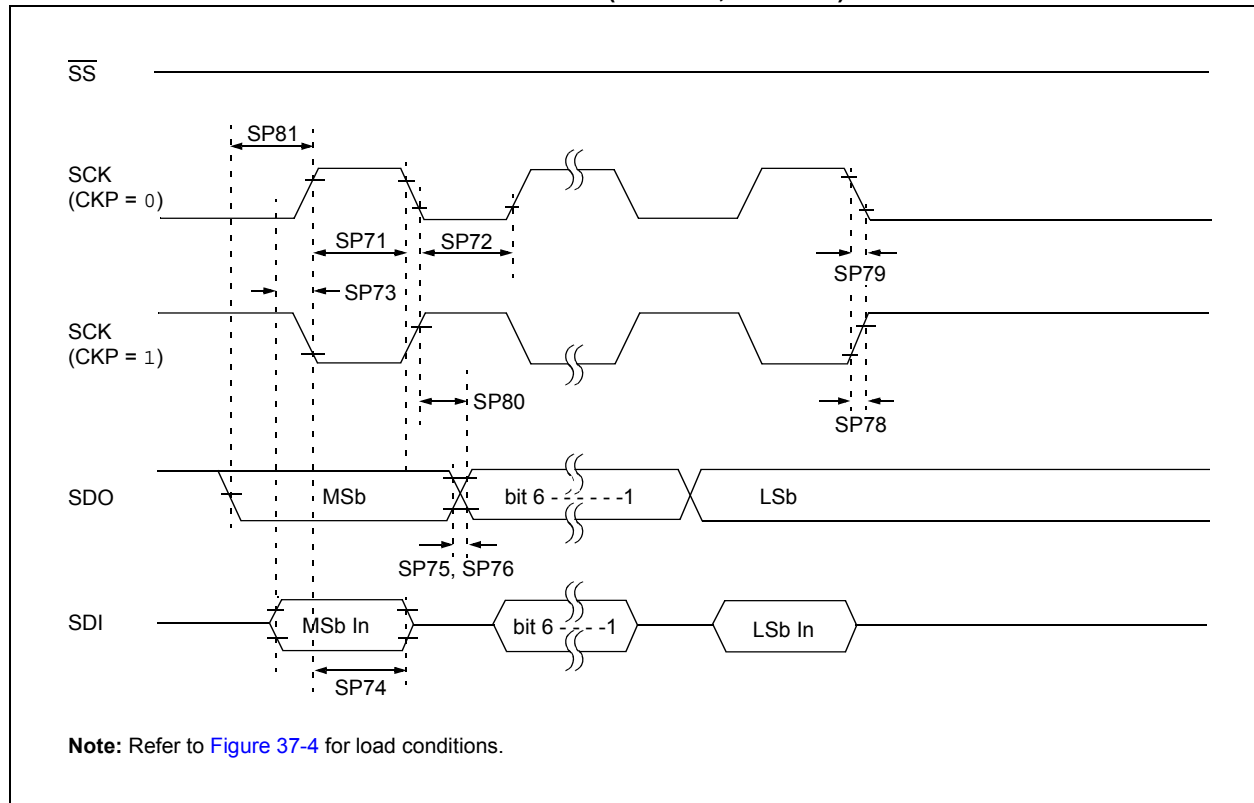 SS
SP81
SCK
(CKP = 0)
SP71
SP72
SP79
SP73
SCK
(CKP = 1)
SP80
SP78
SDO
MSb
bit 6 - - - - - -1
LSb
SP75, SP76
SDI
MSb In
bit 6 - - - -1
LSb In
SP74
Note: Refer to Figure 37-4 for load conditions.